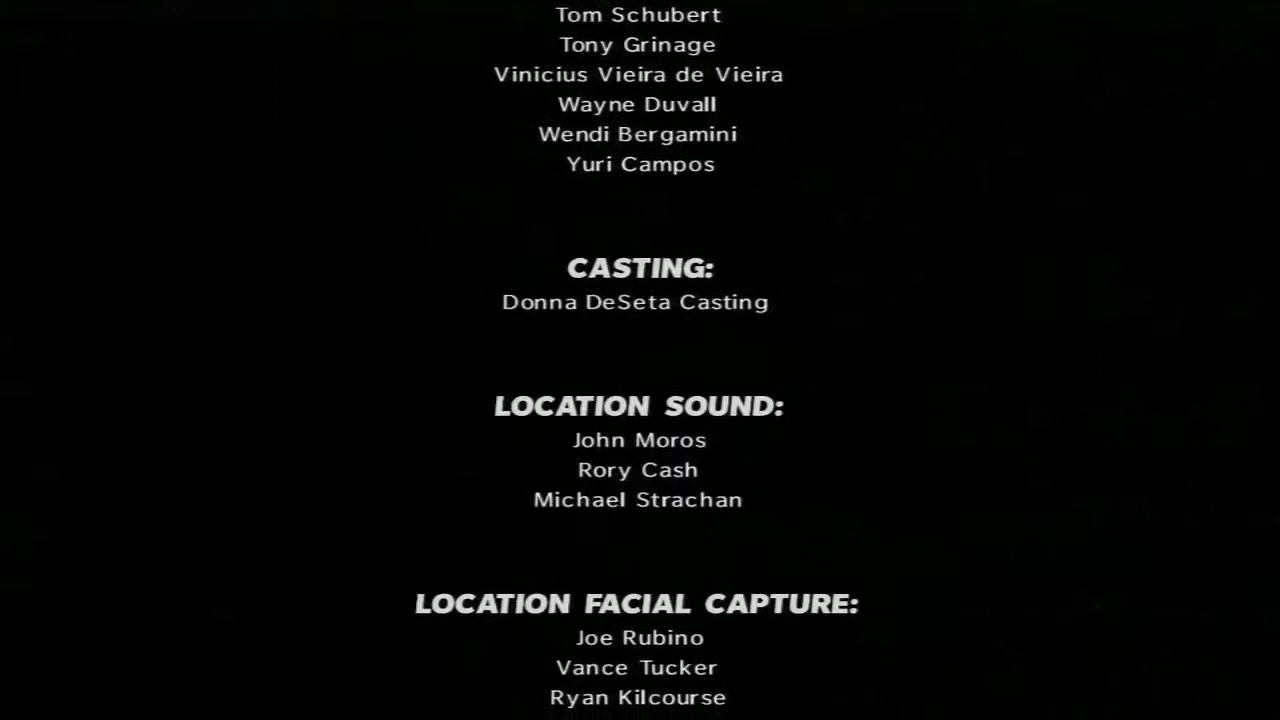 Tom Schubert
Tony Grinage
Vinicius Vieira de Vieira
Wayne Duvall
Wendi Bergamini
Yuri Campos
CASTING:
Donna DeSeta Casting
LOCATION SOUND:
John Moros
Rory Cash
Michael Strachan
LOCATION FACIAL CAPTURE:
Joe Rubino
Vance Tucker
Ryan Kilcourse